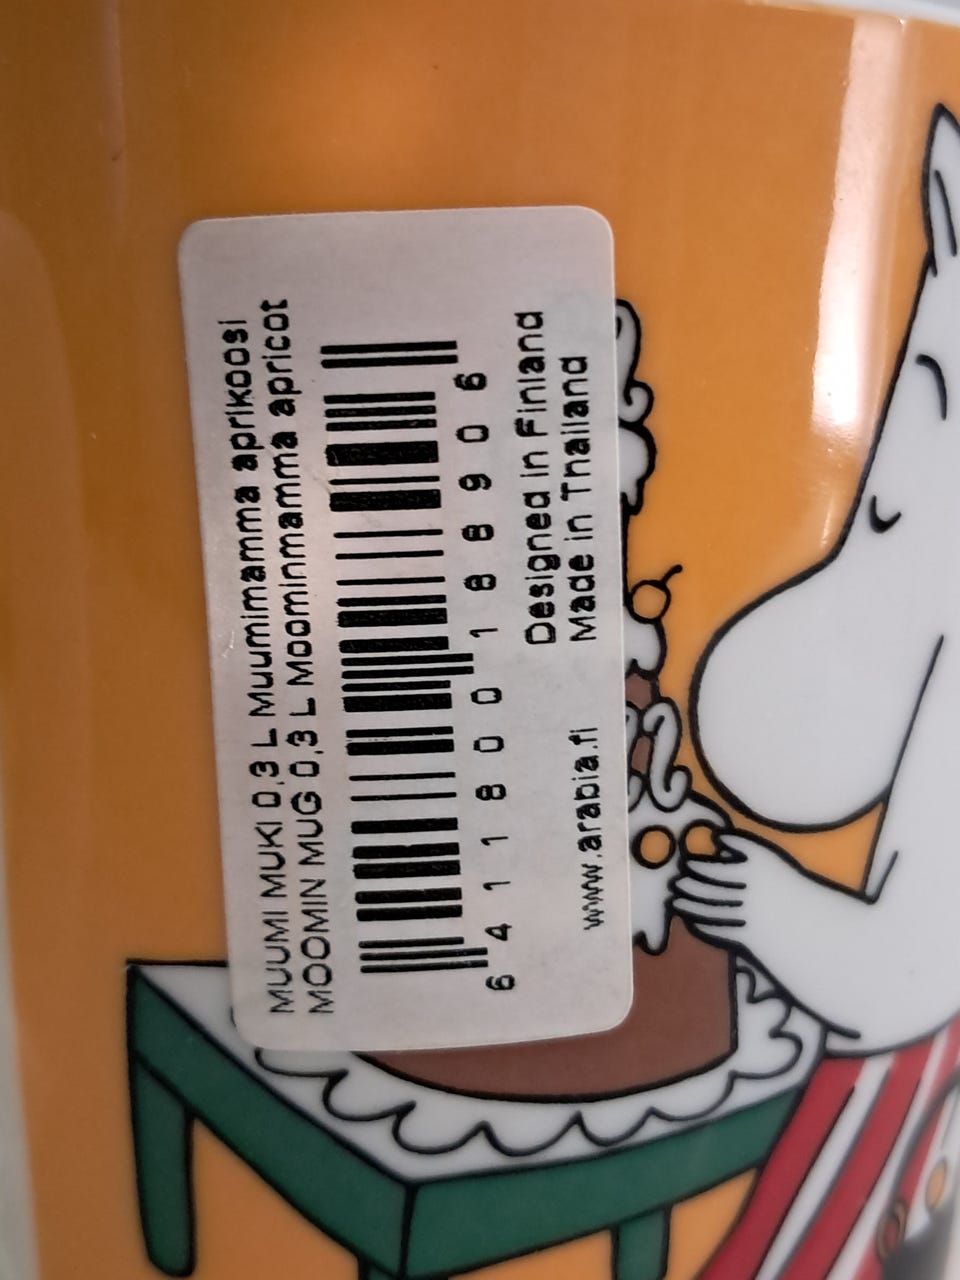 MUUMI MUKI 0,3 L Muumimamma aprikoosi
MOOMIN MUG 0,3 L Moominmamma apricot
6 411800 188906
Designed in Finland
www.arabia.fi Made in Thailand